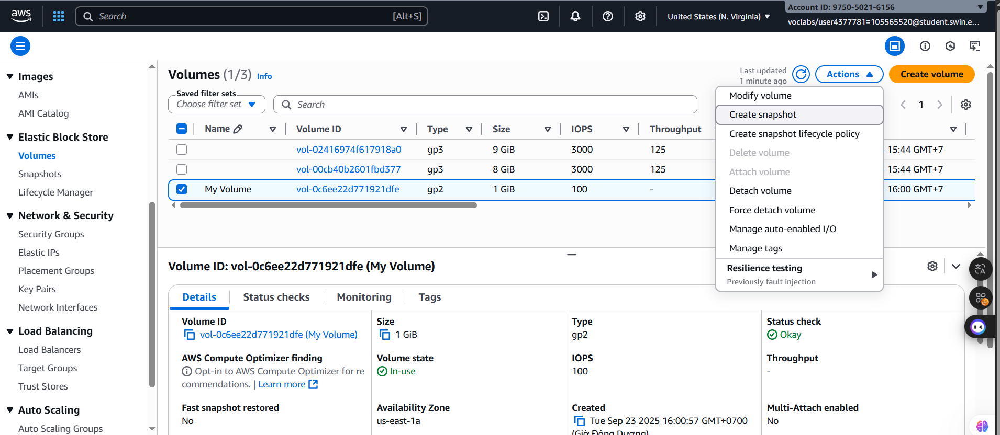 aws
Search [Alt+S]
United States (N. Virginia)
Account ID: 9750-5021-6156
voclabs/user4377781=105565520@student.swin.e...
Images
AMIs
AMI Catalog
Elastic Block Store
Volumes
Snapshots
Lifecycle Manager
Network & Security
Security Groups
Elastic IPs
Placement Groups
Key Pairs
Network Interfaces
Load Balancing
Load Balancers
Target Groups
Trust Stores
Auto Scaling
Auto Scaling Groups
Volumes (1/3) Info
Last updated
1 minute ago
Actions
Create volume
Saved filter sets
Choose filter set
Search
1
Name Volume ID Type Size IOPS Throughput
vol-02416974f617918a0 gp3 9 GiB 3000 125 15:44 GMT+7
vol-00cb40b2601fbd377 gp3 8 GiB 3000 125 15:44 GMT+7
My Volume vol-0c6ee22d771921dfe gp2 1 GiB 100 - 16:00 GMT+7
Modify volume
Create snapshot
Create snapshot lifecycle policy
Delete volume
Attach volume
Detach volume
Force detach volume
Manage auto-enabled I/O
Manage tags
Resilience testing
Previously fault injection
Volume ID: vol-0c6ee22d771921dfe (My Volume)
Details Status checks Monitoring Tags
Volume ID
vol-0c6ee22d771921dfe (My Volume)
Size
1 GiB
Type
gp2
Status check
Okay
AWS Compute Optimizer finding
Opt-in to AWS Compute Optimizer for re
commendations. | Learn more
Volume state
In-use
IOPS
100
Throughput
-
Fast snapshot restored
No
Availability Zone
us-east-1a
Created
Tue Sep 23 2025 16:00:57 GMT+0700
(Giờ Đông Dương)
Multi-Attach enabled
No